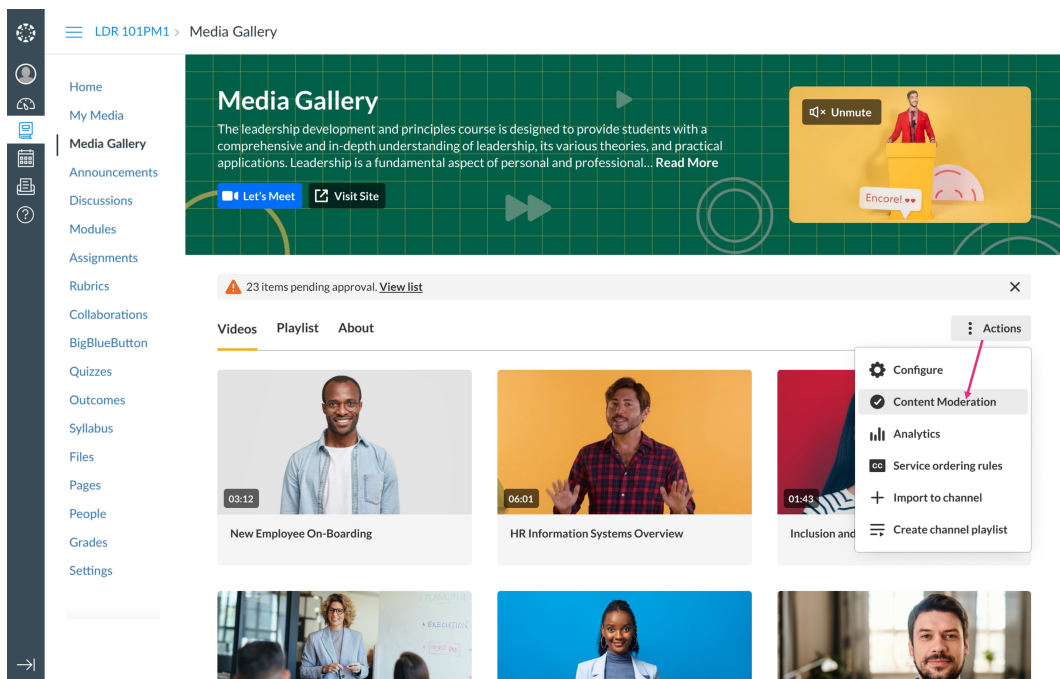 LDR 101PM1 > Media Gallery
Home
My Media
Media Gallery
Announcements
Discussions
Modules
Assignments
Rubrics
Collaborations
BigBlueButton
Quizzes
Outcomes
Syllabus
Files
Pages
People
Grades
Settings
Media Gallery
The leadership development and principles course is designed to provide students with a
comprehensive and in-depth understanding of leadership, its various theories, and practical
applications. Leadership is a fundamental aspect of personal and professional... Read More
Let's Meet
Visit Site
Unmute
Encore!
23 items pending approval. View list
Videos Playlist About
Actions
Configure
Content Moderation
Analytics
CC Service ordering rules
Import to channel
Create channel playlist
03:12
06:01
01:43
New Employee On-Boarding
HR Information Systems Overview
Inclusion and